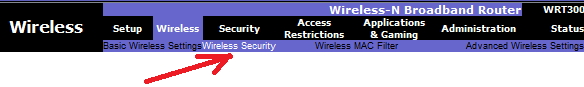 Wireless-N Broadband Router WRT300
Wireless Setup Wireless Security Access Restrictions Applications & Gaming Administration Status
Basic Wireless Settings Wireless Security Wireless MAC Filter Advanced Wireless Settings